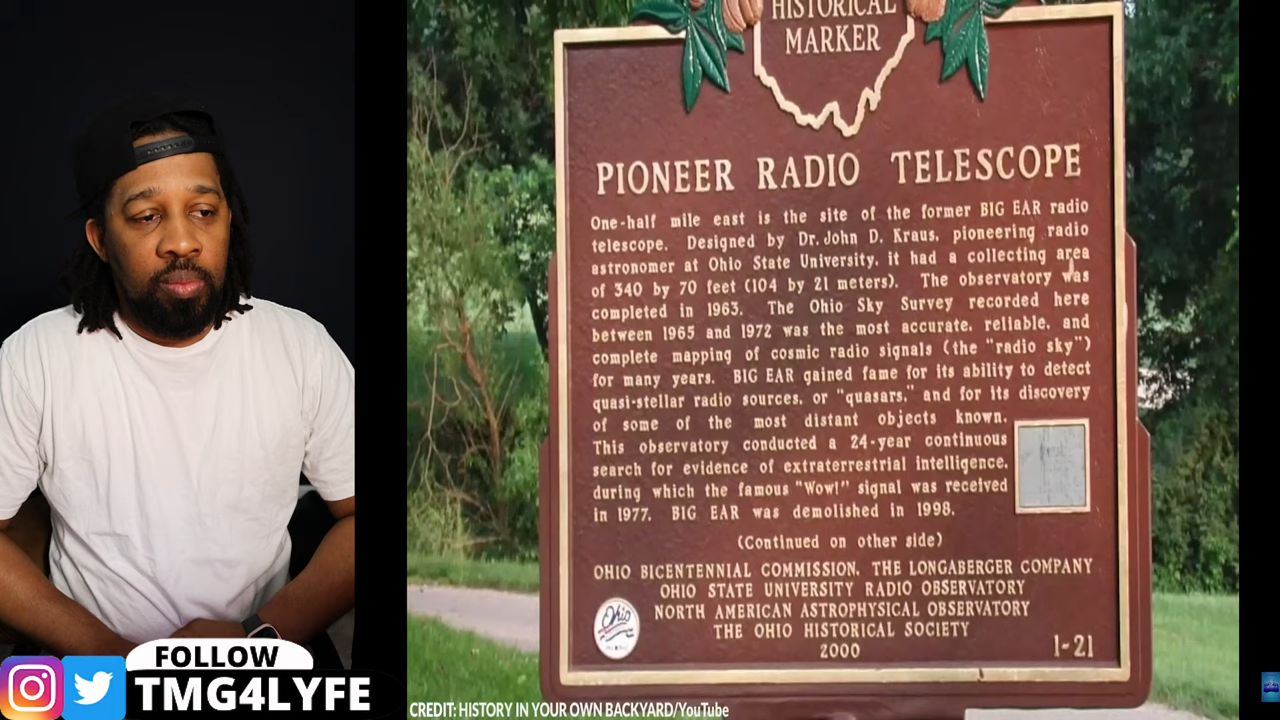 HISTORICAL
MARKER
PIONEER RADIO TELESCOPE
One-half mile east is the site of the former BIG EAR radio
telescope. Designed by Dr. John D. Kraus, pioneering radio
astronomer at Ohio State University, it had a collecting area
of 340 by 70 feet (104 by 21 meters). The observatory was
completed in 1963. The Ohio Sky Survey recorded here
between 1965 and 1972 was the most accurate, reliable, and
complete mapping of cosmic radio signals (the "radio sky")
for many years. BIG EAR gained fame for its ability to detect
quasi-stellar radio sources, or "quasars," and for its discovery
of some of the most distant objects known.
This observatory conducted a 24-year continuous
search for evidence of extraterrestrial intelligence,
during which the famous "Wow!" signal was received
in 1977. BIG EAR was demolished in 1998.
(Continued on other side)
OHIO BICENTENNIAL COMMISSION, THE LONGABERGER COMPANY
OHIO STATE UNIVERSITY RADIO OBSERVATORY
NORTH AMERICAN ASTROPHYSICAL OBSERVATORY
THE OHIO HISTORICAL SOCIETY
2000
1-21
Ohio
FOLLOW
TMG4LYFE
CREDIT: HISTORY IN YOUR OWN BACKYARD/YouTube